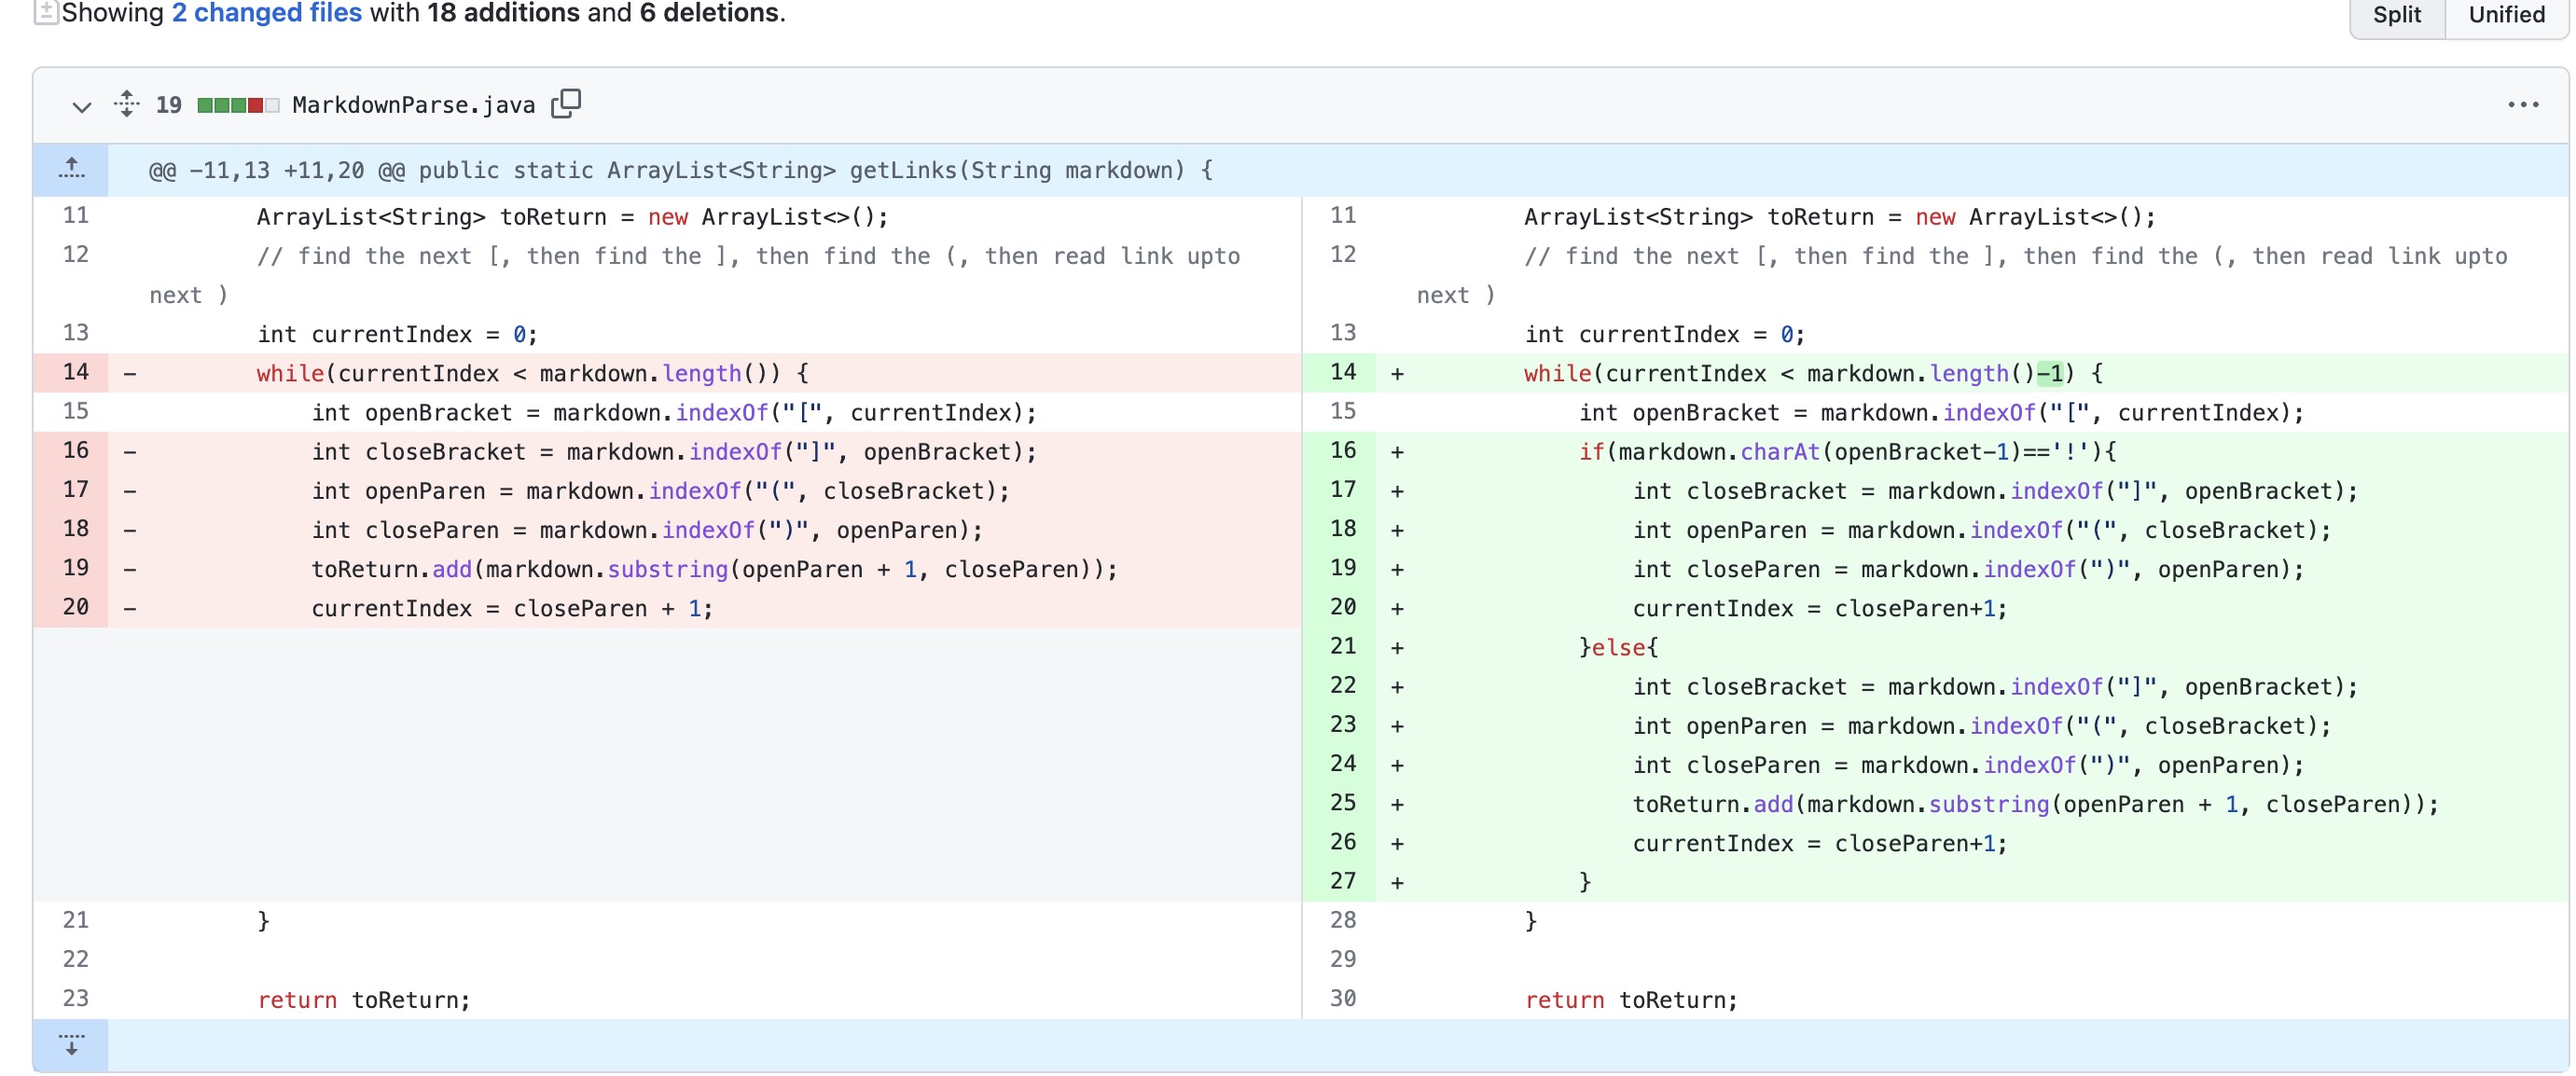 Showing 2 changed files with 18 additions and 6 deletions.
Split Unified
19 MarkdownParse.java
@@ -11,13 +11,20 @@ public static ArrayList<String> getLinks(String markdown) {
11 ArrayList<String> toReturn = new ArrayList<>();
12 // find the next [, then find the ], then find the (, then read link upto
next )
13 int currentIndex = 0;
14 - while(currentIndex < markdown.length()) {
15 int openBracket = markdown.indexOf("[", currentIndex);
16 - int closeBracket = markdown.indexOf("]", openBracket);
17 - int openParen = markdown.indexOf("(", closeBracket);
18 - int closeParen = markdown.indexOf(")", openParen);
19 - toReturn.add(markdown.substring(openParen + 1, closeParen));
20 - currentIndex = closeParen + 1;
21 }
22
23 return toReturn;
11 ArrayList<String> toReturn = new ArrayList<>();
12 // find the next [, then find the ], then find the (, then read link upto
next )
13 int currentIndex = 0;
14 + while(currentIndex < markdown.length()-1) {
15 int openBracket = markdown.indexOf("[", currentIndex);
16 + if(markdown.charAt(openBracket-1)=='!'){
17 + int closeBracket = markdown.indexOf("]", openBracket);
18 + int openParen = markdown.indexOf("(", closeBracket);
19 + int closeParen = markdown.indexOf(")", openParen);
20 + currentIndex = closeParen+1;
21 + }else{
22 + int closeBracket = markdown.indexOf("]", openBracket);
23 + int openParen = markdown.indexOf("(", closeBracket);
24 + int closeParen = markdown.indexOf(")", openParen);
25 + toReturn.add(markdown.substring(openParen + 1, closeParen));
26 + currentIndex = closeParen+1;
27 + }
28 }
29
30 return toReturn;